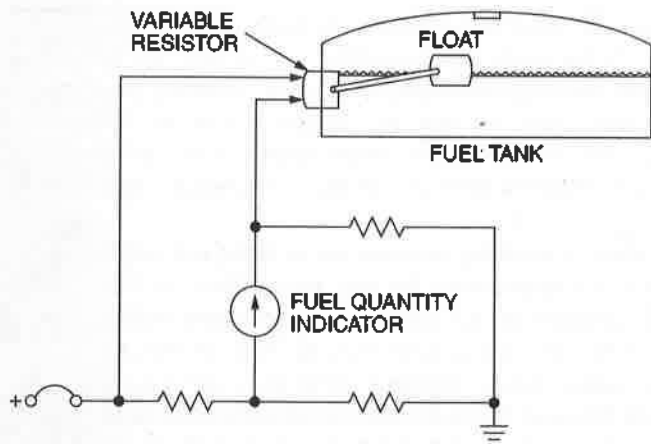 VARIABLE
RESISTOR
FLOAT
FUEL TANK
FUEL QUANTITY
INDICATOR
+